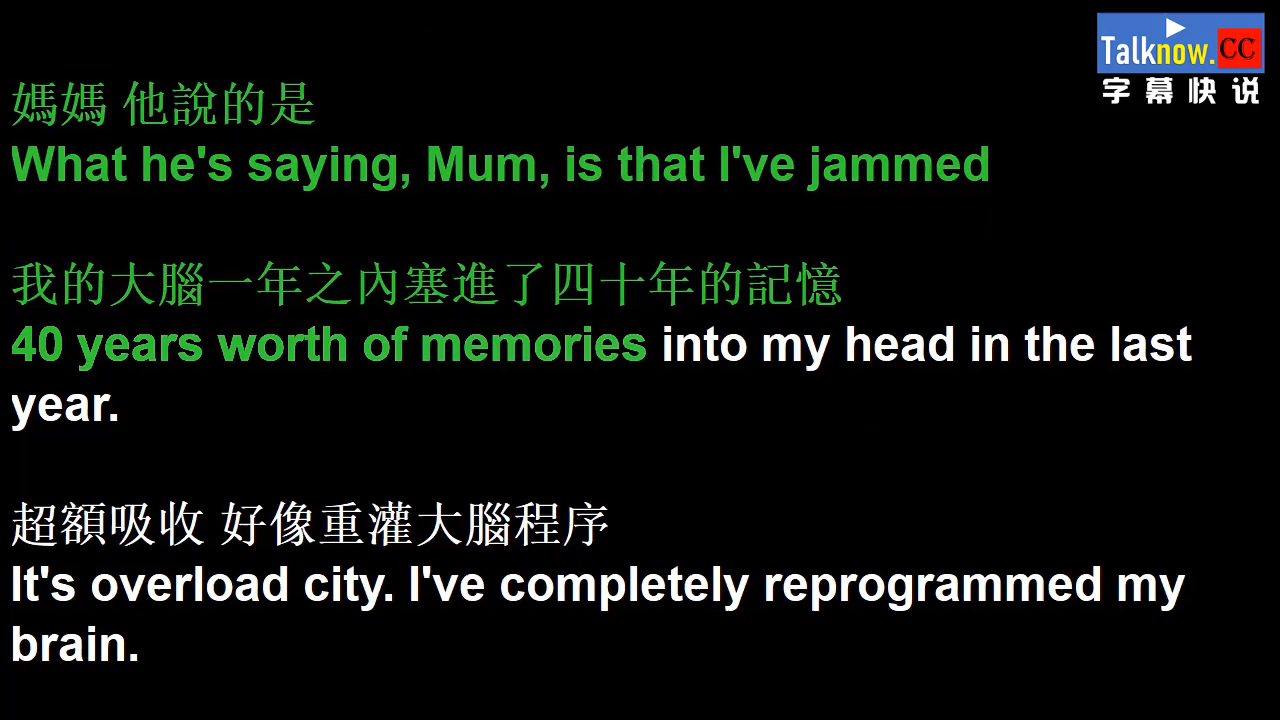 Talknow.CC
字幕快说
媽媽 他說的是
What he's saying, Mum, is that I've jammed
我的大腦一年之內塞進了四十年的記憶
40 years worth of memories into my head in the last
year.
超額吸收 好像重灌大腦程序
It's overload city. I've completely reprogrammed my
brain.